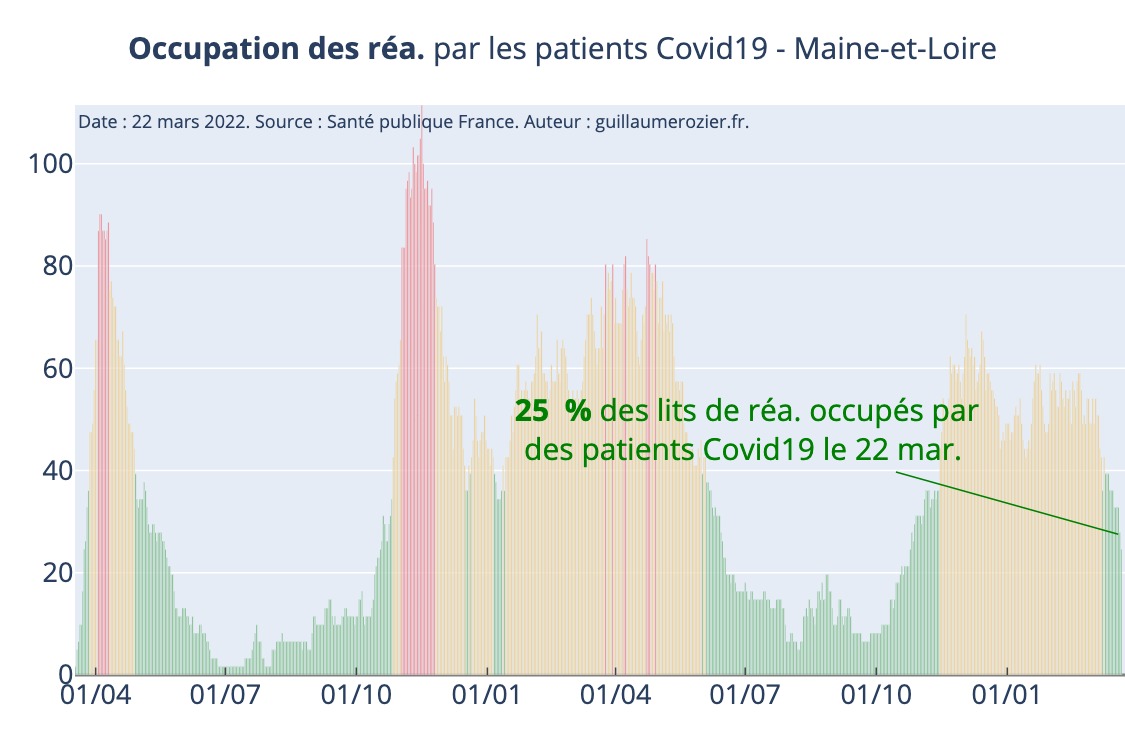 Occupation des réa. par les patients Covid19 - Maine-et-Loire
Date : 22 mars 2022. Source : Santé publique France. Auteur : guillaumerozier.fr.
100
80
60
25 % des lits de réa. occupés par
des patients Covid19 le 22 mar.
40
20
0
01/04 01/07 01/10 01/01 01/04 01/07 01/10 01/01